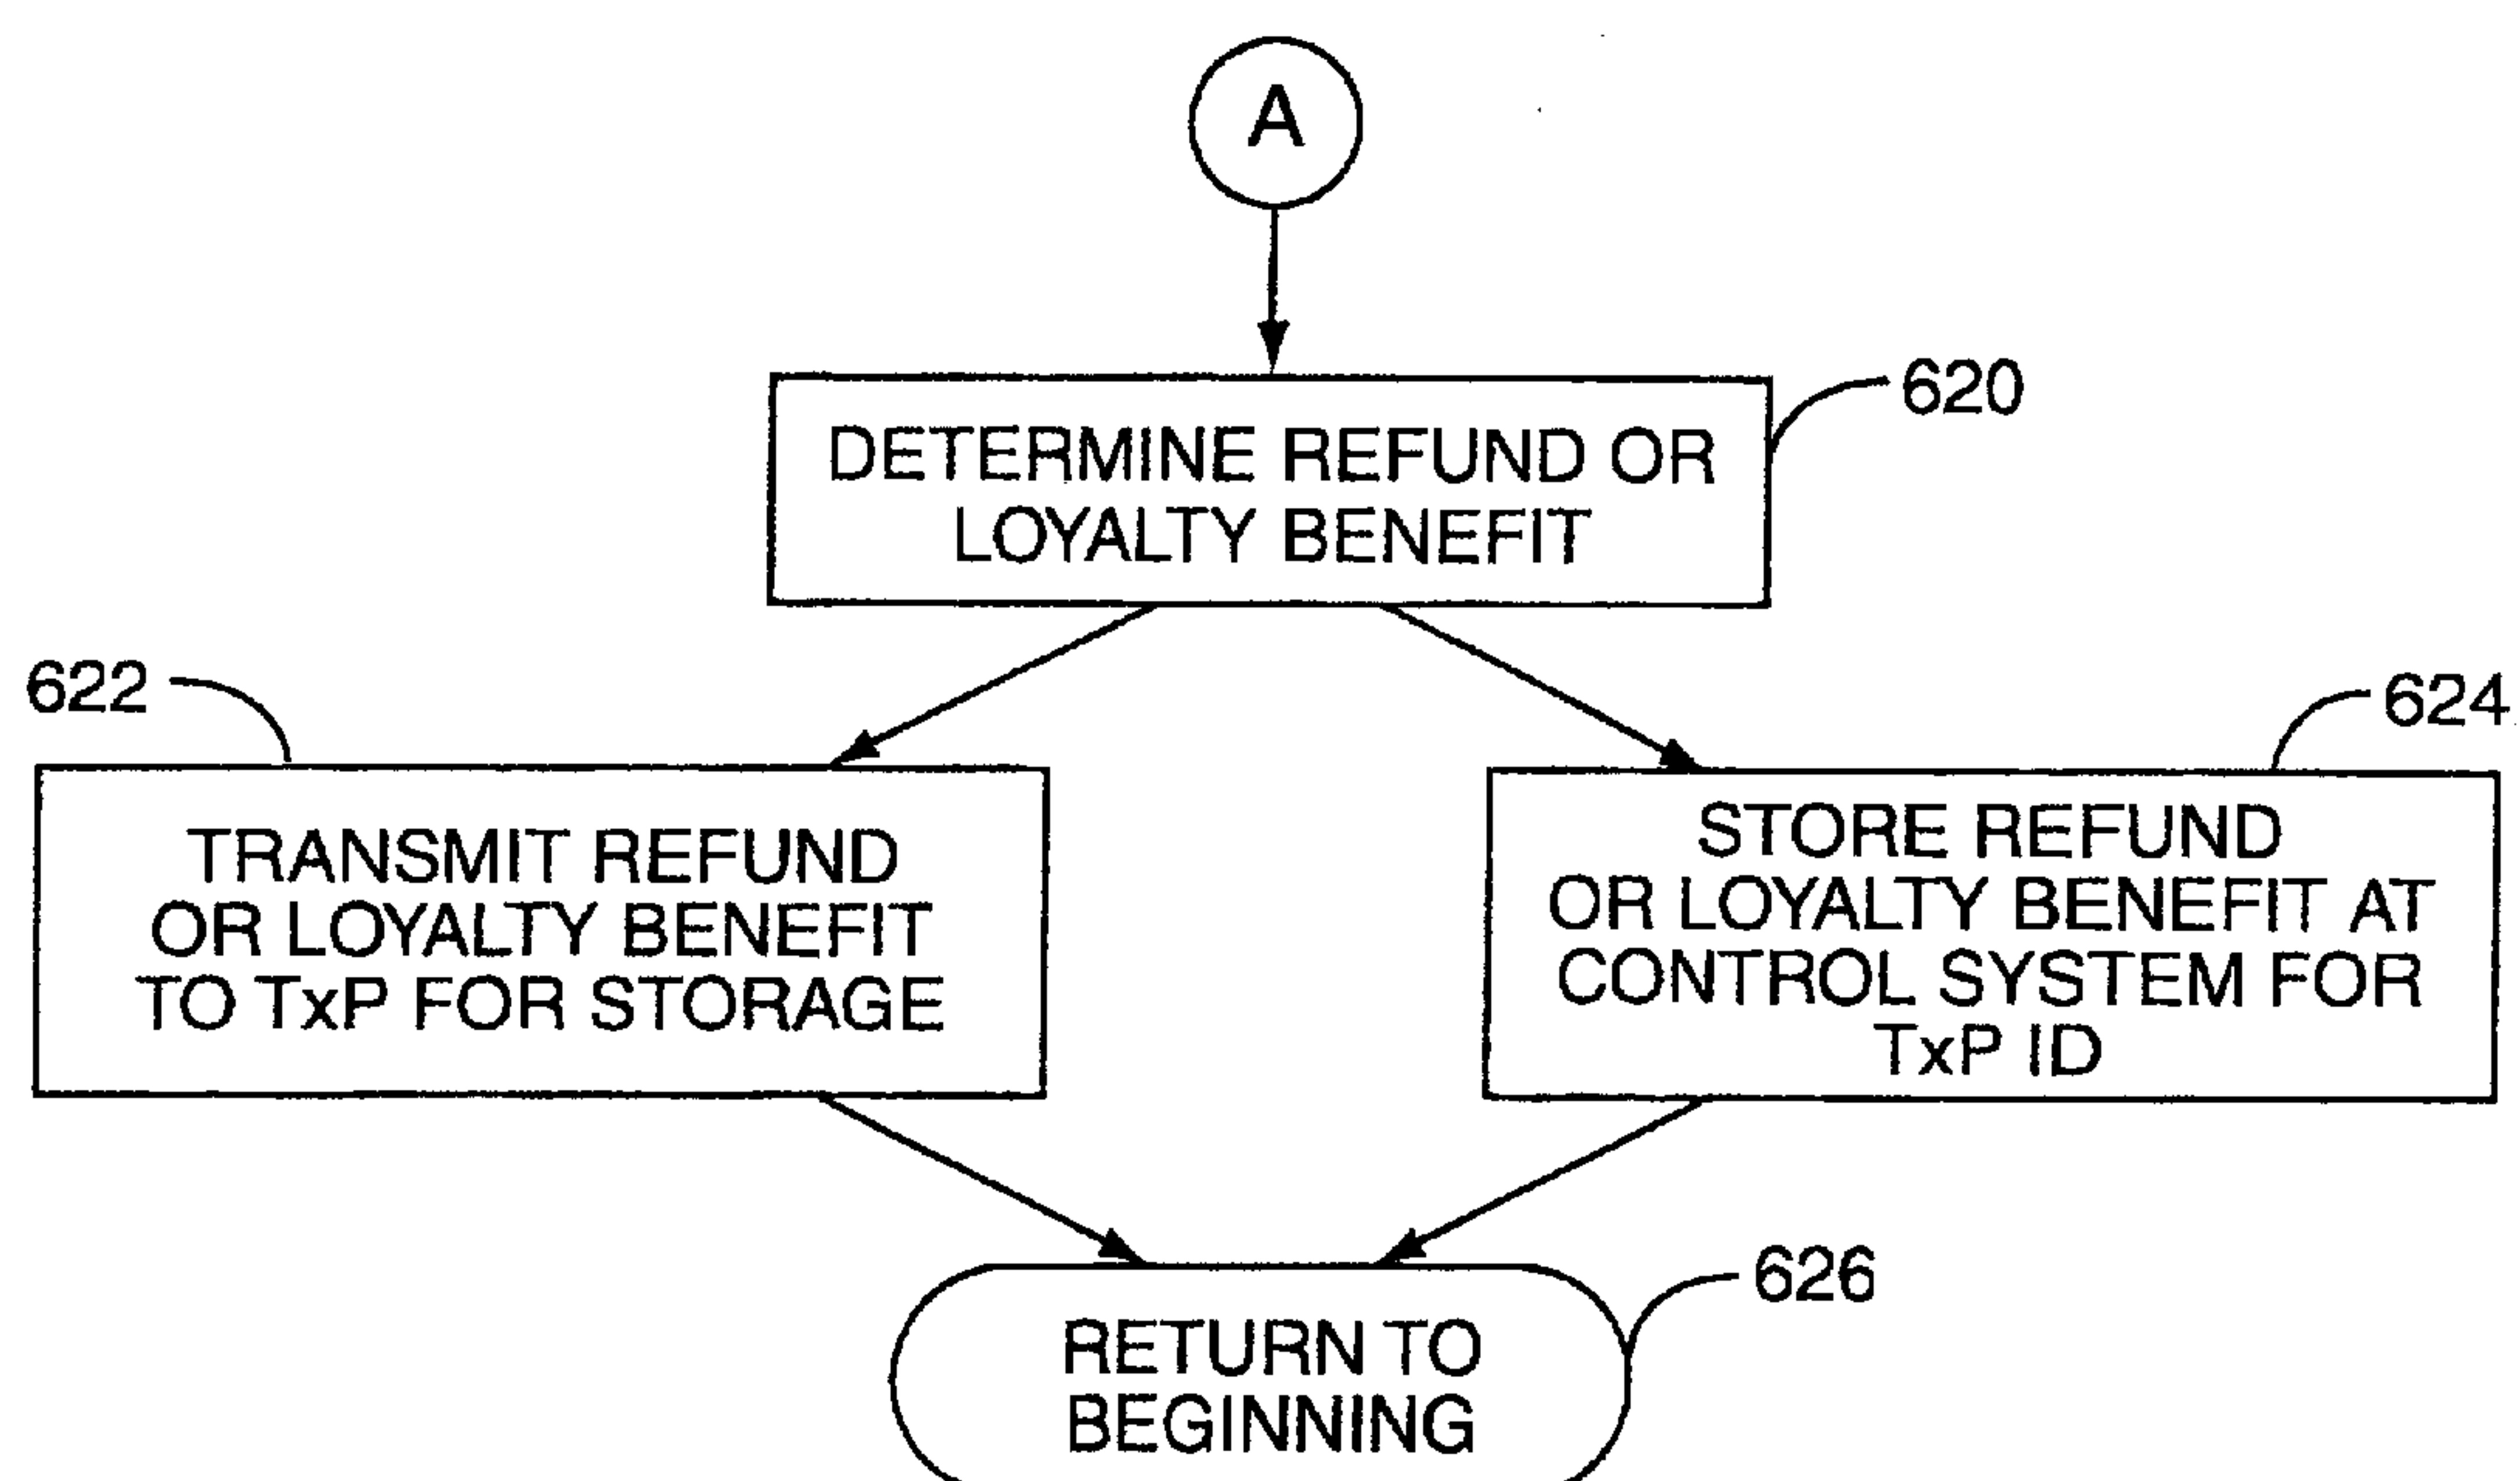 A
620
DETERMINE REFUND OR
LOYALTY BENEFIT
622
624
TRANSMIT REFUND
OR LOYALTY BENEFIT
TO TxP FOR STORAGE
STORE REFUND
OR LOYALTY BENEFIT AT
CONTROL SYSTEM FOR
TxP ID
626
RETURN TO
BEGINNING